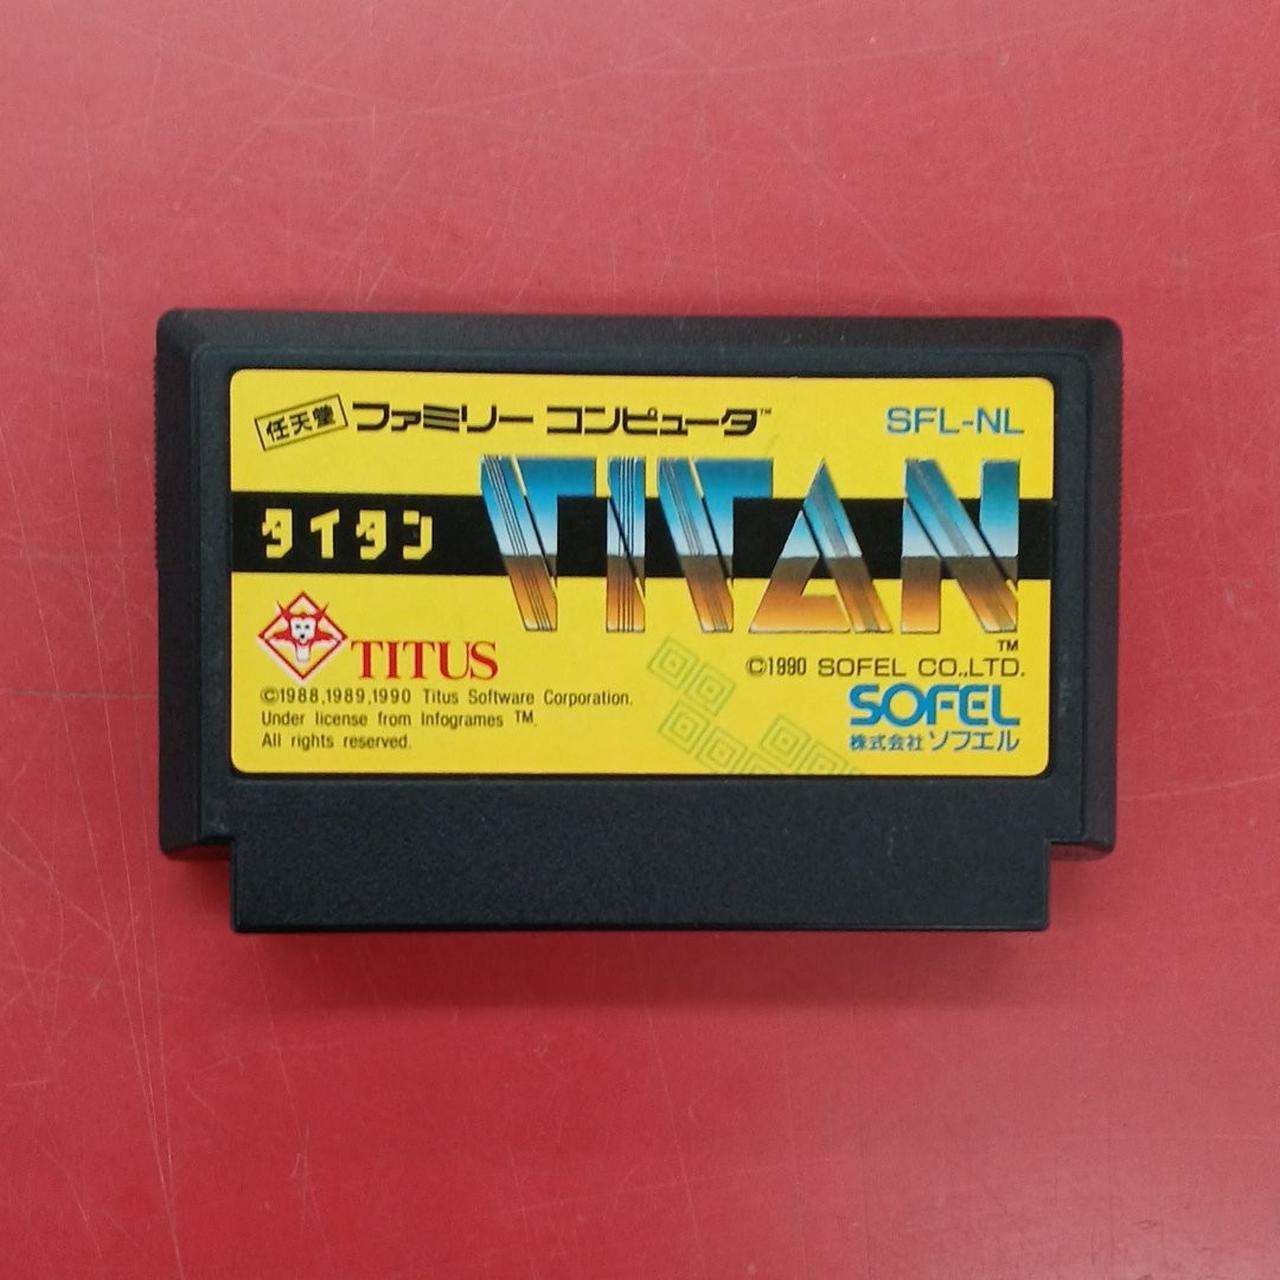 任天堂 ファミリー コンピュータ™ SFL-NL
TITAN
タイタン
TM
TITUS
©1990 SOFEL CO.,LTD.
©1988,1989,1990 Titus Software Corporation.
Under license from Infogrames TM.
All rights reserved.
SOFEL
株式会社 ソフエル